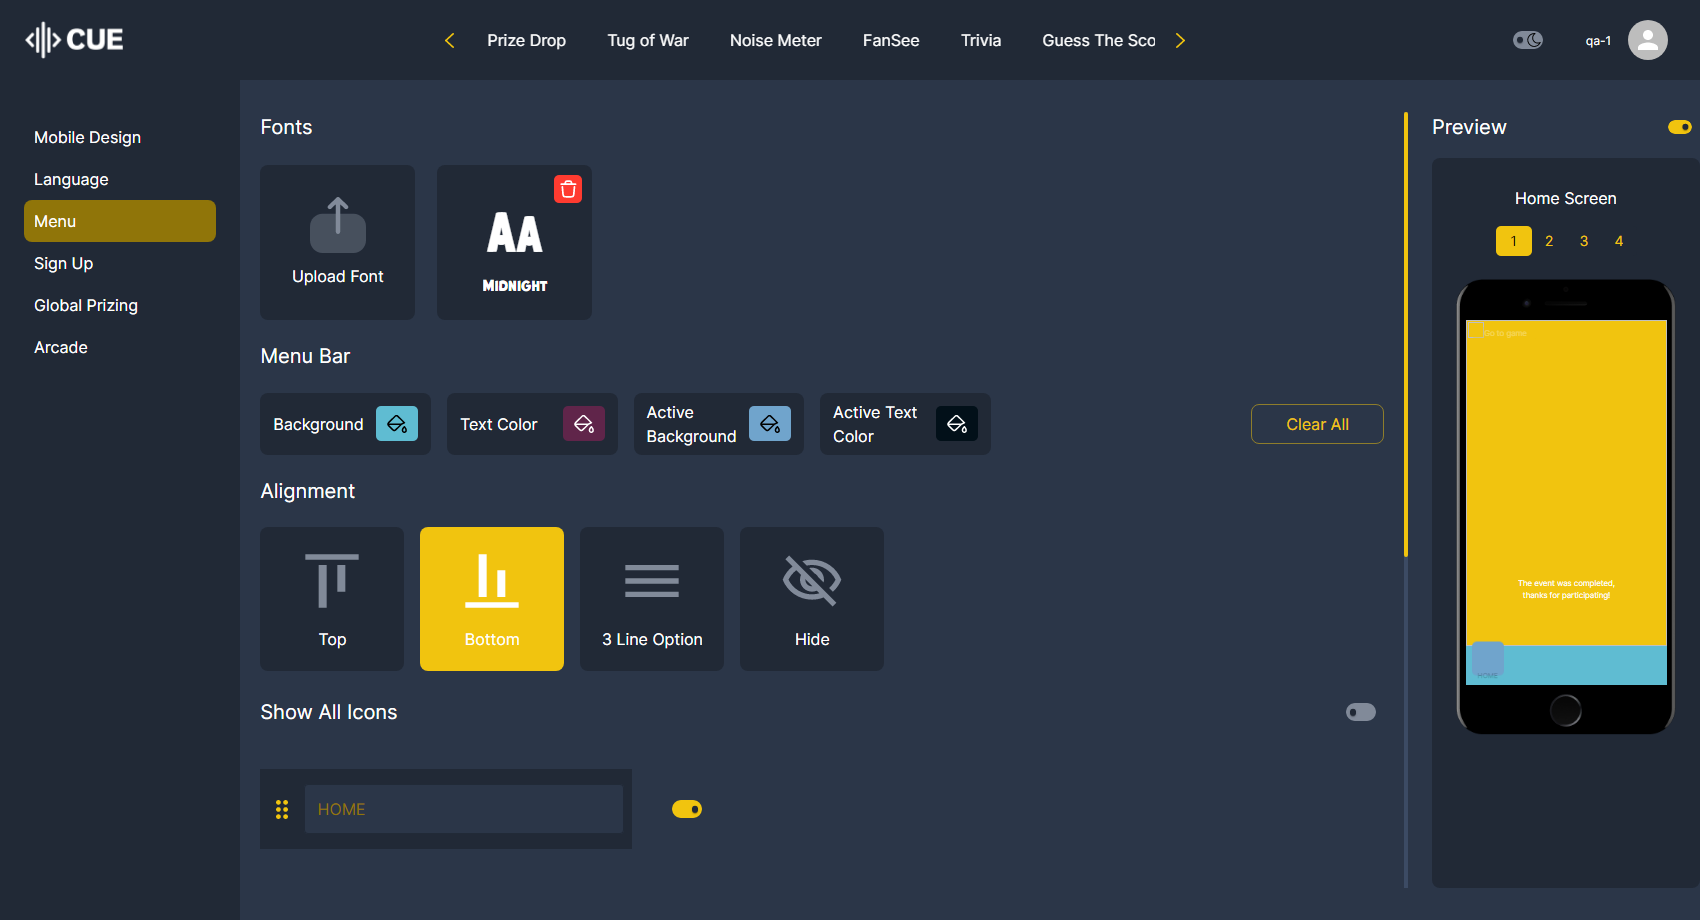 CUE
Prize Drop
Tug of War
Noise Meter
FanSee
Trivia
Guess The Sco
qa-1
Mobile Design
Language
Menu
Sign Up
Global Prizing
Arcade
Fonts
Upload Font
AA
MIDNIGHT
Menu Bar
Background
Text Color
Active
Background
Active Text
Color
Clear All
Alignment
Top
Bottom
3 Line Option
Hide
Show All Icons
HOME
Preview
Home Screen
1 2 3 4
Go to game
The event was completed,
thanks for participating!
HOME